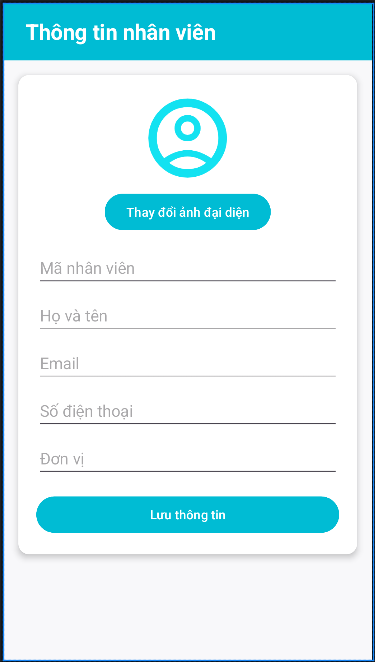 Thông tin nhân viên
Thay đổi ảnh đại diện
Mã nhân viên
Họ và tên
Email
Số điện thoại
Đơn vị
Lưu thông tin